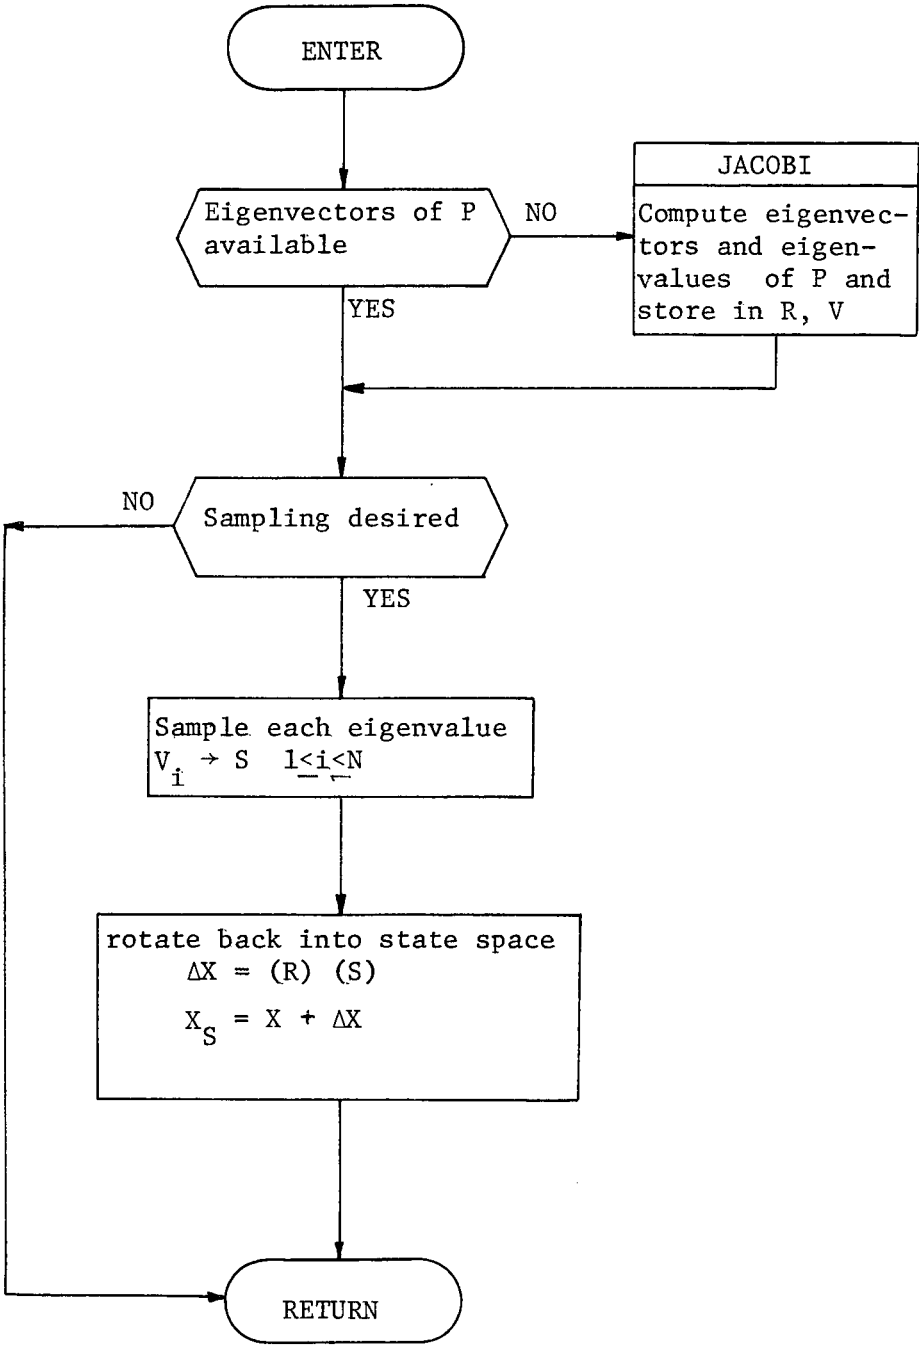 ENTER
Eigenvectors of P
available
NO
JACOBI
Compute eigenvec-
tors and eigen-
values of P and
store in R, V
YES
NO
Sampling desired
YES
Sample each eigenvalue
V_i → S 1≤i≤N
rotate back into state space
ΔX = (R) (S)
X_S = X + ΔX
RETURN